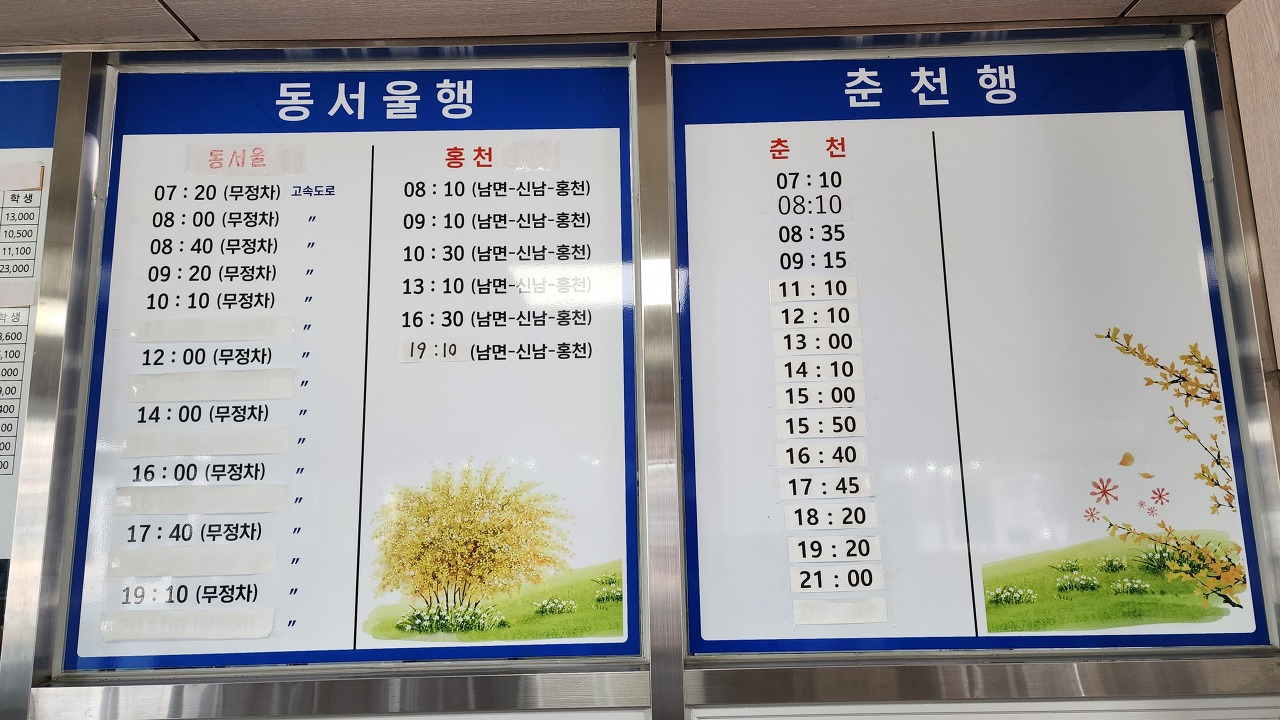 학 생
13,000
10,500
11,100
23,000
학 생
동서울행
동서울
07 : 20 (무정차) 고속도로
08 : 00 (무정차) 〃
08 : 40 (무정차) 〃
09 : 20 (무정차) 〃
10 : 10 (무정차) 〃
〃
12 : 00 (무정차) 〃
〃
14 : 00 (무정차) 〃
〃
16 : 00 (무정차) 〃
〃
17 : 40 (무정차) 〃
〃
19 : 10 (무정차) 〃
〃
홍천
08 : 10 (남면-신남-홍천)
09 : 10 (남면-신남-홍천)
10 : 30 (남면-신남-홍천)
13 : 10 (남면-신남-홍천)
16 : 30 (남면-신남-홍천)
19 : 10 (남면-신남-홍천)
춘 천 행
춘 천
07 : 10
08:10
08 : 35
09 : 15
11 : 10
12 : 10
13 : 00
14 : 10
15 : 00
15 : 50
16 : 40
17 : 45
18 : 20
19 : 20
21 : 00